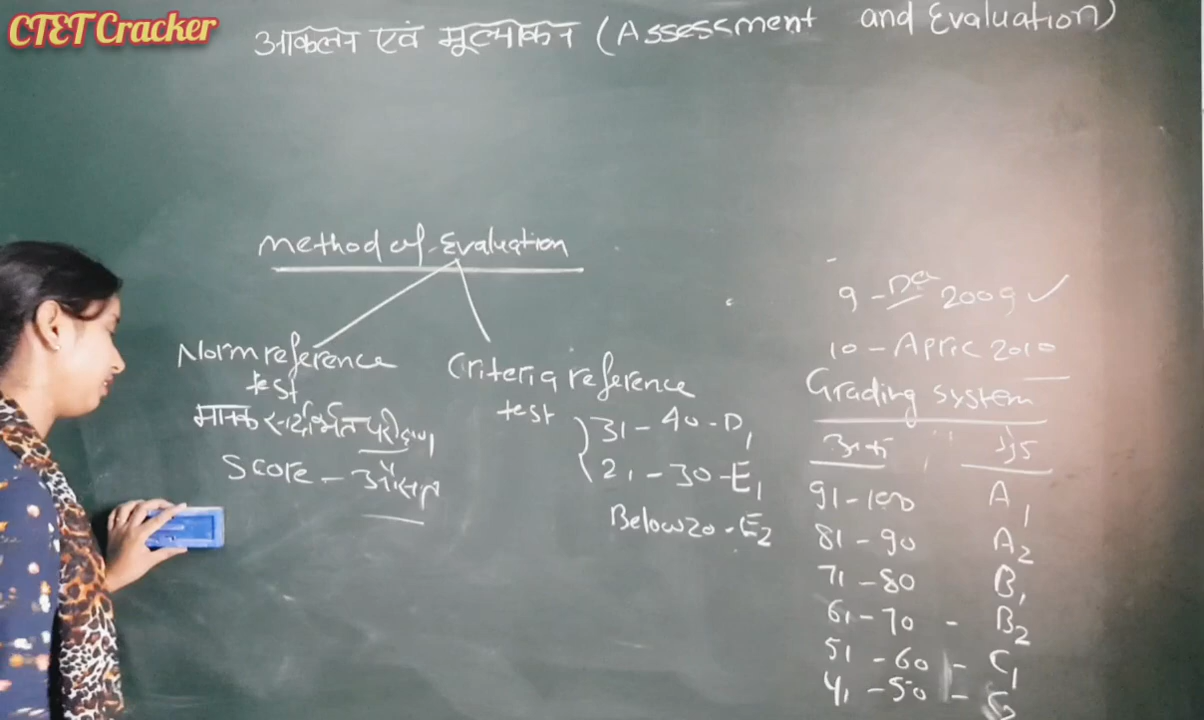 CTET Cracker
आकलन एवं मूल्यांकन (Assessment and Evaluation)
Method of Evaluation
Norm reference
test
मानक संदर्भित परीक्षण
Score - औसत
Criteria reference
test
31 - 40 - D1
21 - 30 - E1
Below 20 - E2
9 - Dec 2009 ✓
10 - April 2010
Grading system
अंक ग्रेड
91 - 100 A1
81 - 90 A2
71 - 80 B1
61 - 70 - B2
51 - 60 - C1
41 - 50 - C2